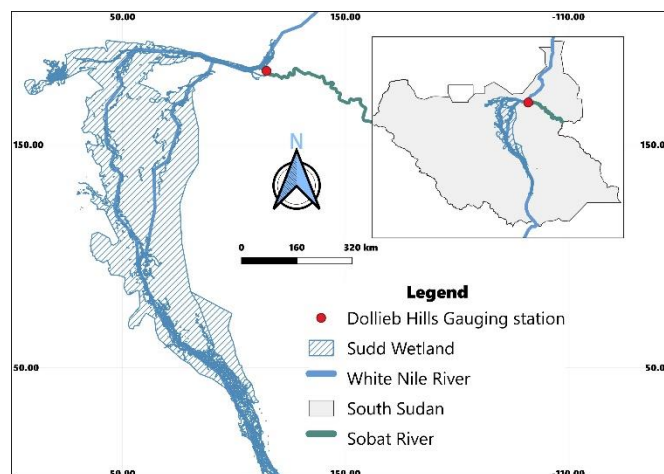 50.00 150.00 -110.00
150.00 150.00
N
0 160 320 km
Legend
Dollieb Hills Gauging station
Sudd Wetland
White Nile River
South Sudan
Sobat River
50.00 50.00
50.00 150.00 -110.00